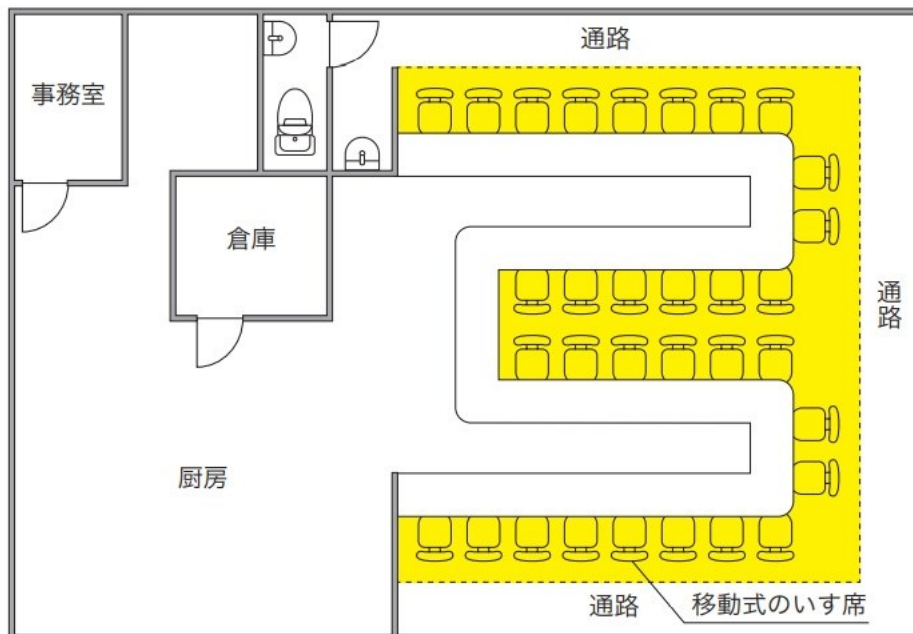 通路
事務室
倉庫
通路
厨房
通路
移動式のいす席